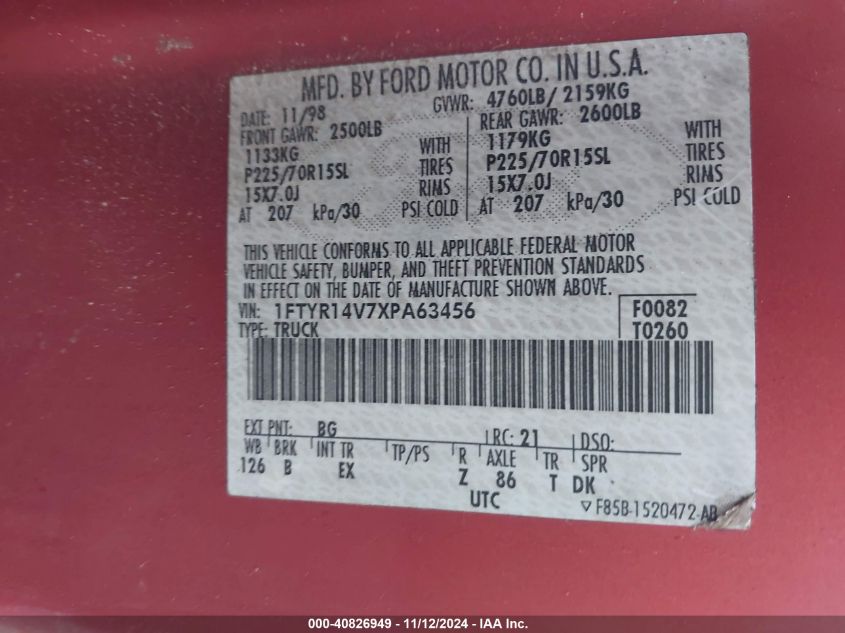 MFD. BY FORD MOTOR CO. IN U.S.A.
DATE: 11/98 GVWR: 4760LB/ 2159KG
FRONT GAWR: 2500LB REAR GAWR: 2600LB
1133KG WITH 1179KG WITH
P225/70R15SL TIRES P225/70R15SL TIRES
15X7.0J RIMS 15X7.0J RIMS
AT 207 kPa/30 PSI COLD AT 207 kPa/30 PSI COLD
THIS VEHICLE CONFORMS TO ALL APPLICABLE FEDERAL MOTOR
VEHICLE SAFETY, BUMPER, AND THEFT PREVENTION STANDARDS
IN EFFECT ON THE DATE OF MANUFACTURE SHOWN ABOVE.
VIN: 1FTYR14V7XPA63456 F0082
TYPE: TRUCK T0260
EXT PNT: BG RC: 21 DSO:
WB BRK INT TR TP/PS R AXLE TR SPR
126 B EX Z 86 T DK
UTC ▽ F85B-1520472-AB
000-40826949 - 11/12/2024 - IAA Inc.